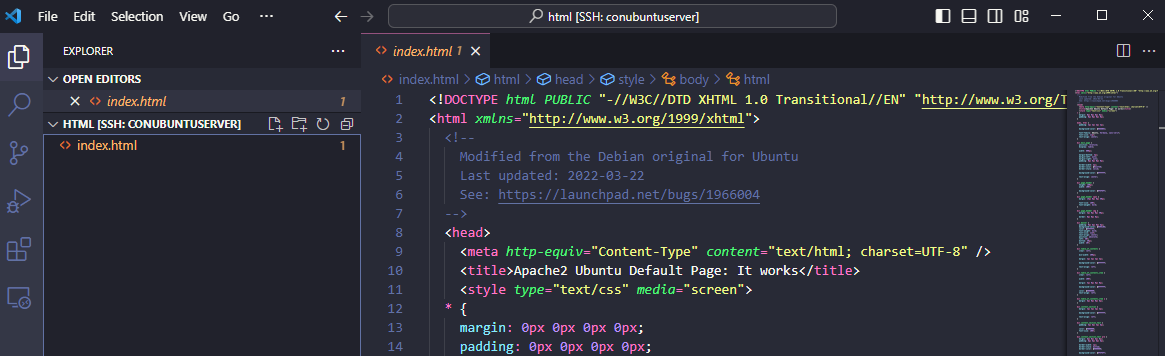 File Edit Selection View Go ··· html [SSH: conubuntuserver]
EXPLORER ···
index.html 1
OPEN EDITORS
index.html 1
HTML [SSH: CONUBUNTUSERVER]
index.html 1
index.html > html > head > style > body > html
1 <!DOCTYPE html PUBLIC "-//W3C//DTD XHTML 1.0 Transitional//EN" "http://www.w3.org/T
2 <html xmlns="http://www.w3.org/1999/xhtml">
3 <!--
4 Modified from the Debian original for Ubuntu
5 Last updated: 2022-03-22
6 See: https://launchpad.net/bugs/1966004
7 -->
8 <head>
9 <meta http-equiv="Content-Type" content="text/html; charset=UTF-8" />
10 <title>Apache2 Ubuntu Default Page: It works</title>
11 <style type="text/css" media="screen">
12 * {
13 margin: 0px 0px 0px 0px;
14 padding: 0px 0px 0px 0px;